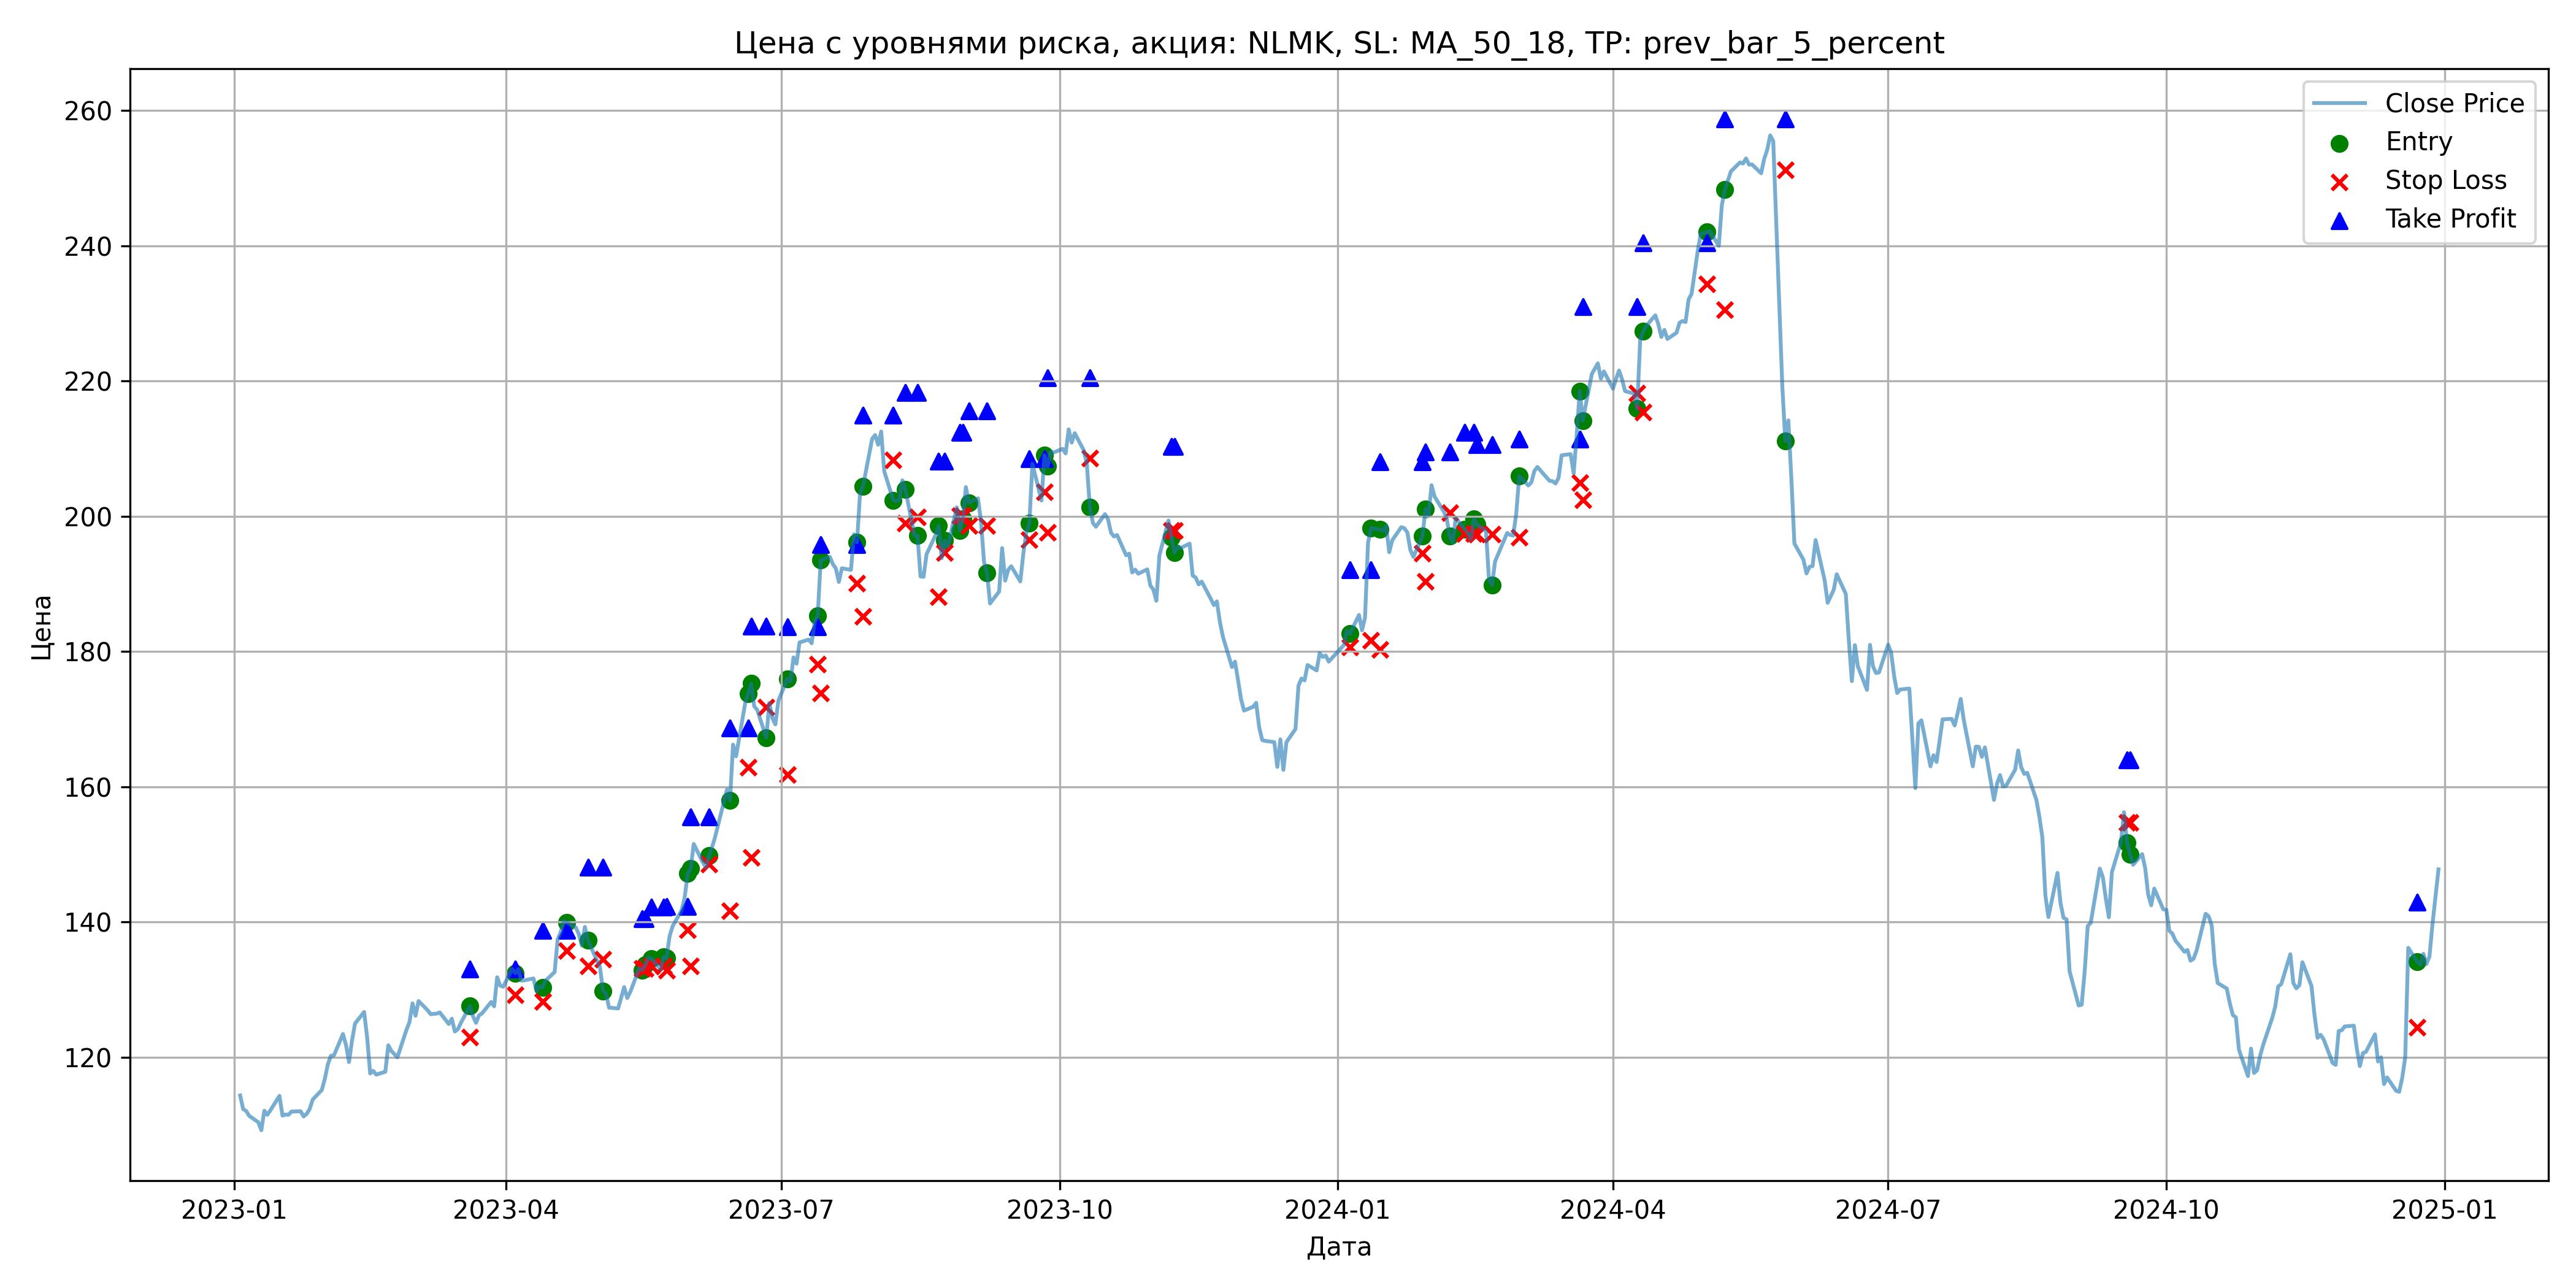 Цена с уровнями риска, акция: NLMK, SL: MA_50_18, TP: prev_bar_5_percent
Close Price
Entry
Stop Loss
Take Profit
Цена
260
240
220
200
180
160
140
120
2023-01
2023-04
2023-07
2023-10
2024-01
2024-04
2024-07
2024-10
2025-01
Дата